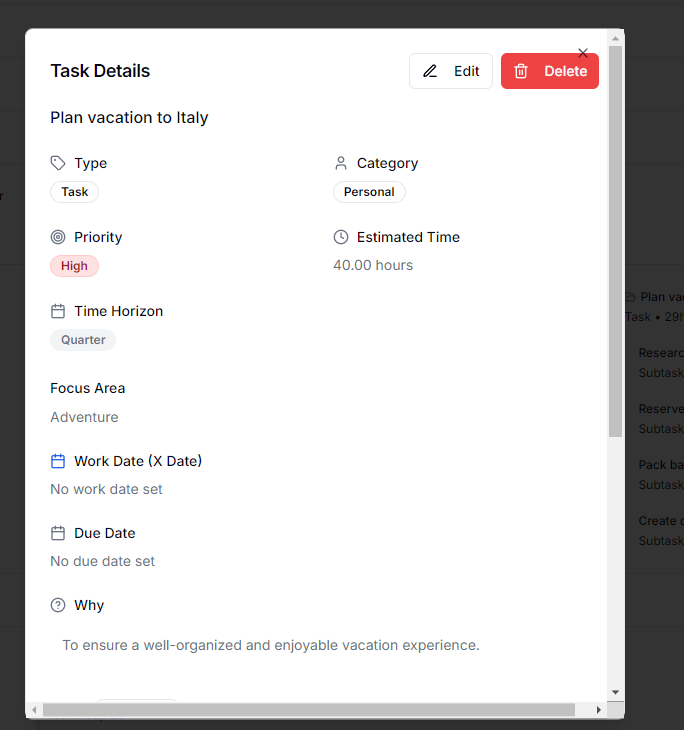 Task Details
Edit
Delete
Plan vacation to Italy
Type
Category
Task
Personal
Priority
Estimated Time
High
40.00 hours
Time Horizon
Quarter
Focus Area
Adventure
Work Date (X Date)
No work date set
Due Date
No due date set
Why
To ensure a well-organized and enjoyable vacation experience.
Plan
Task • 29h
Subtask
Reserve
Subtask
Pack
Subtask
Create
Subtask